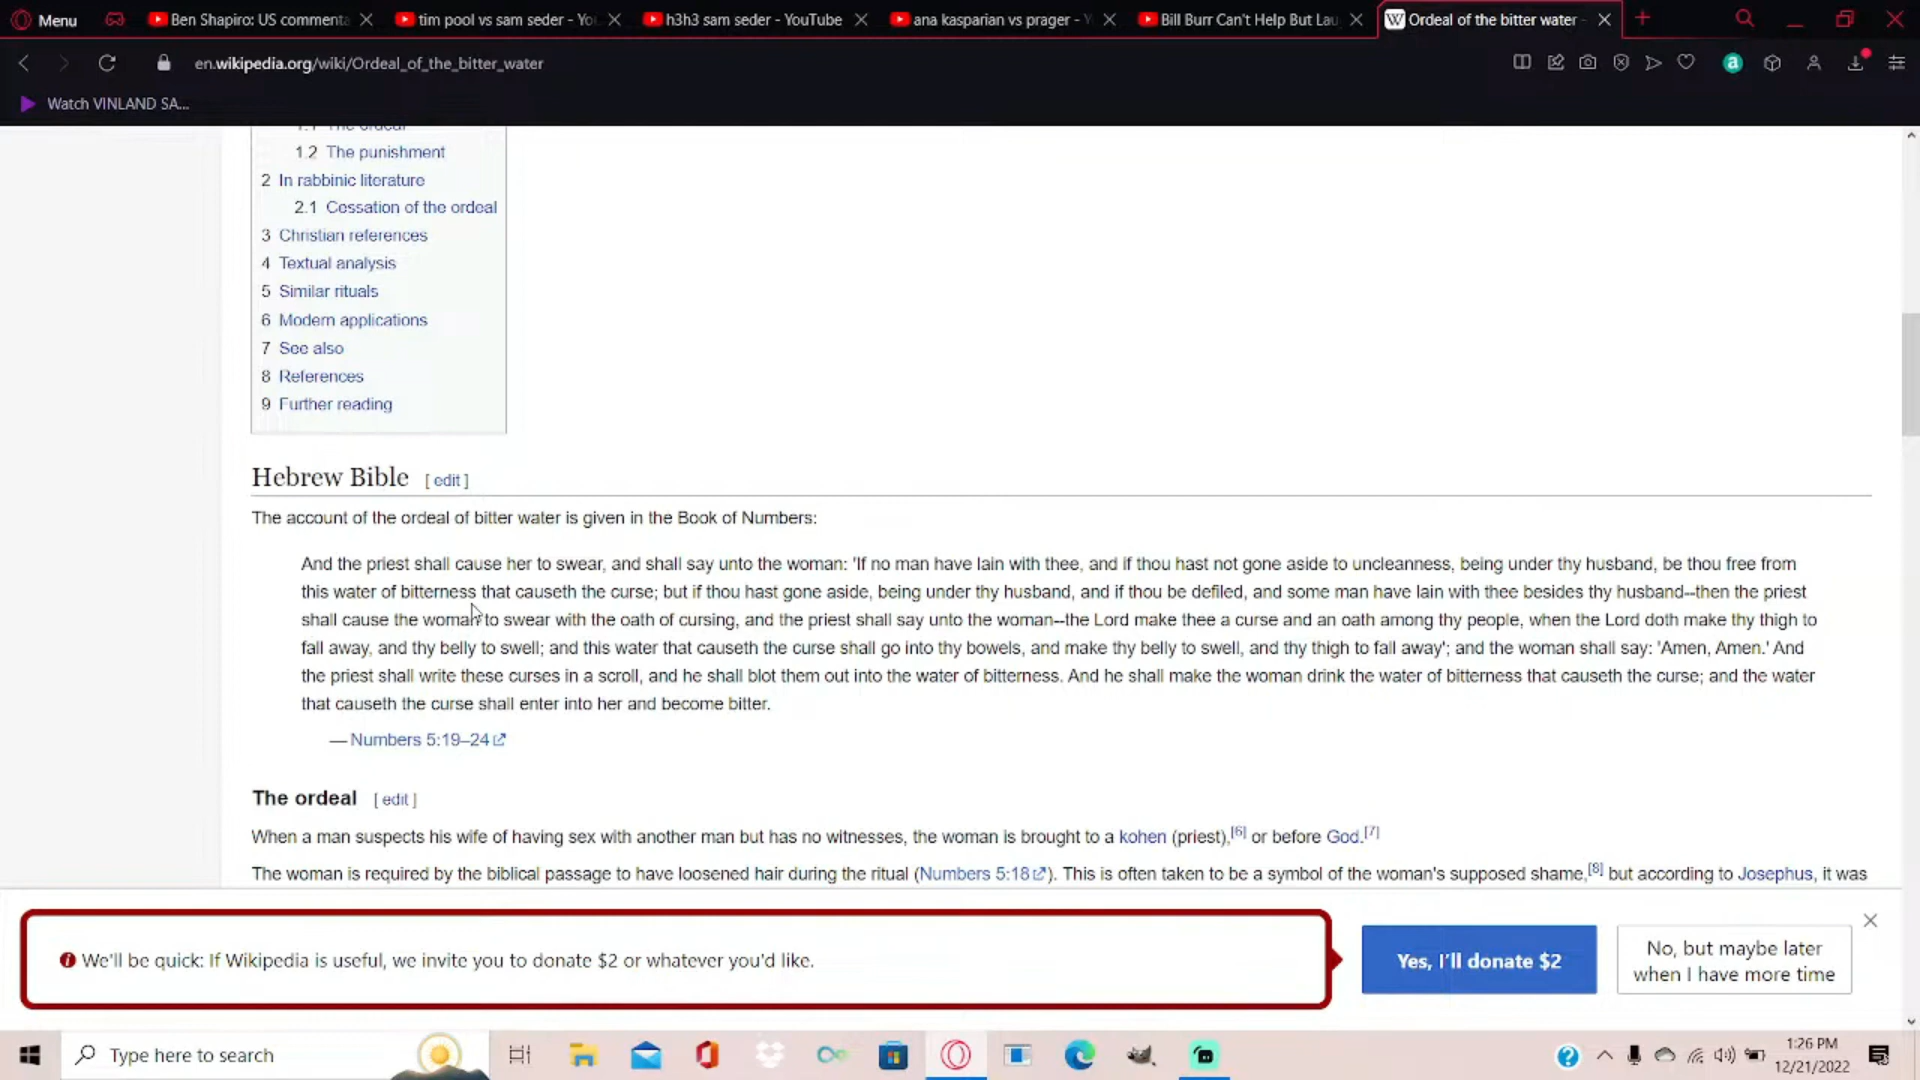 Menu
Ben Shapiro: US commenta
tim pool vs sam seder - You
h3h3 sam seder - YouTube
ana kasparian vs prager - Y
Bill Burr Can't Help But Lau
W Ordeal of the bitter water -
en.wikipedia.org/wiki/Ordeal_of_the_bitter_water
a
Watch VINLAND SA...
1.1 The ordeal
1.2 The punishment
2 In rabbinic literature
2.1 Cessation of the ordeal
3 Christian references
4 Textual analysis
5 Similar rituals
6 Modern applications
7 See also
8 References
9 Further reading
Hebrew Bible [ edit ]
The account of the ordeal of bitter water is given in the Book of Numbers:
And the priest shall cause her to swear, and shall say unto the woman: 'If no man have lain with thee, and if thou hast not gone aside to uncleanness, being under thy husband, be thou free from
this water of bitterness that causeth the curse; but if thou hast gone aside, being under thy husband, and if thou be defiled, and some man have lain with thee besides thy husband--then the priest
shall cause the woman to swear with the oath of cursing, and the priest shall say unto the woman--the Lord make thee a curse and an oath among thy people, when the Lord doth make thy thigh to
fall away, and thy belly to swell; and this water that causeth the curse shall go into thy bowels, and make thy belly to swell, and thy thigh to fall away'; and the woman shall say: 'Amen, Amen.' And
the priest shall write these curses in a scroll, and he shall blot them out into the water of bitterness. And he shall make the woman drink the water of bitterness that causeth the curse; and the water
that causeth the curse shall enter into her and become bitter.
— Numbers 5:19–24
The ordeal [ edit ]
When a man suspects his wife of having sex with another man but has no witnesses, the woman is brought to a kohen (priest),[6] or before God.[7]
The woman is required by the biblical passage to have loosened hair during the ritual (Numbers 5:18). This is often taken to be a symbol of the woman's supposed shame,[8] but according to Josephus, it was
We'll be quick: If Wikipedia is useful, we invite you to donate $2 or whatever you'd like.
Yes, I'll donate $2
No, but maybe later
when I have more time
Type here to search
1:26 PM
12/21/2022